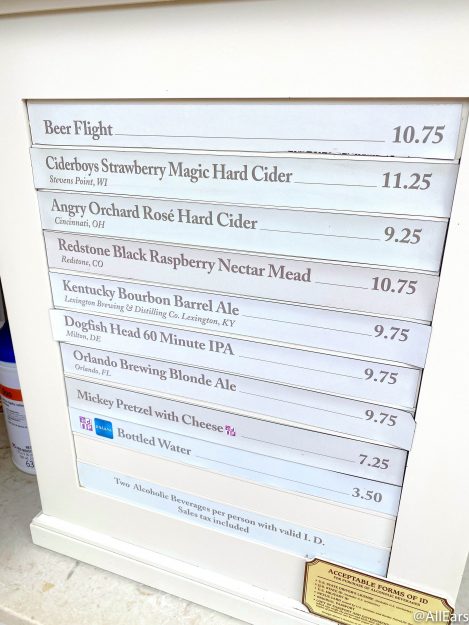 Beer Flight 10.75
Ciderboys Strawberry Magic Hard Cider 11.25
Stevens Point, WI
Angry Orchard Rosé Hard Cider 9.25
Cincinnati, OH
Redstone Black Raspberry Nectar Mead 10.75
Redstone, CO
Kentucky Bourbon Barrel Ale 9.75
Lexington Brewing & Distilling Co. Lexington, KY
Dogfish Head 60 Minute IPA 9.75
Milton, DE
Orlando Brewing Blonde Ale 9.75
Orlando, FL
Mickey Pretzel with Cheese 7.25
Bottled Water 3.50
Two Alcoholic Beverages per person with valid I. D.
Sales tax included
ACCEPTABLE FORMS OF ID
@AllEars